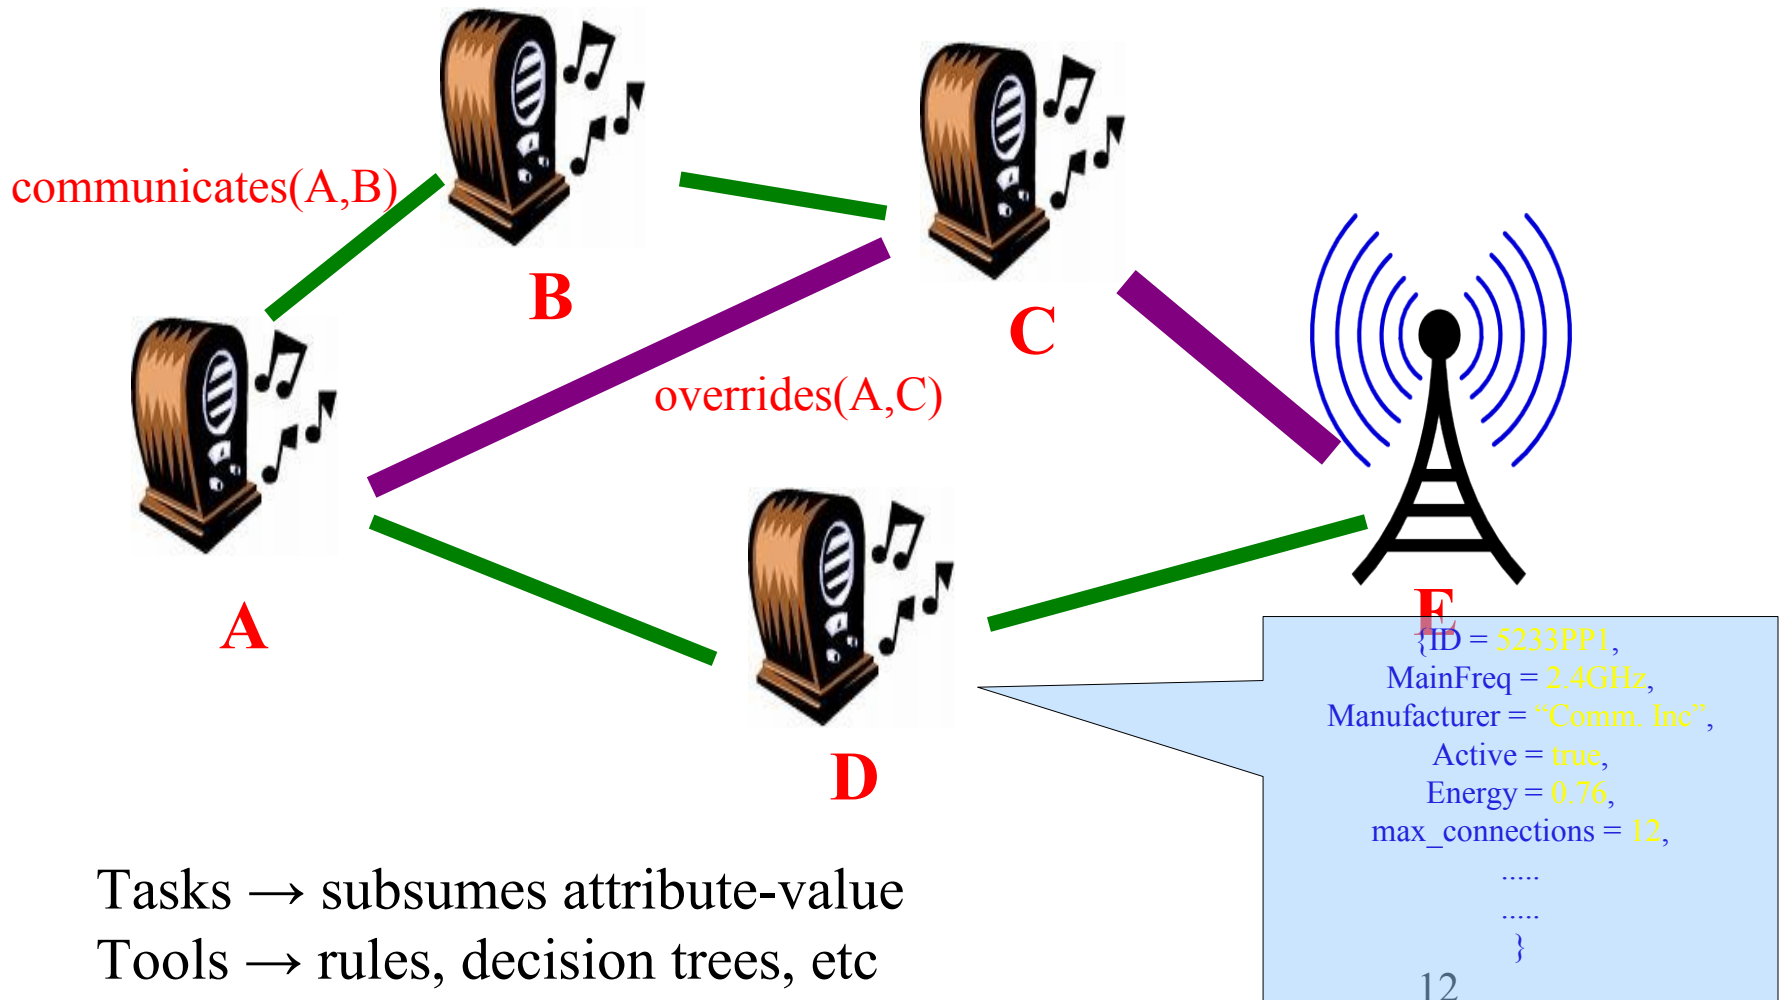 communicates(A,B)
B
C
overrides(A,C)
A
E
D
{ID = 5233PP1,
MainFreq = 2.4GHz,
Manufacturer = “Comm. Inc”,
Active = true,
Energy = 0.76,
max_connections = 12,
.....
.....
}
Tasks → subsumes attribute-value
Tools → rules, decision trees, etc
12